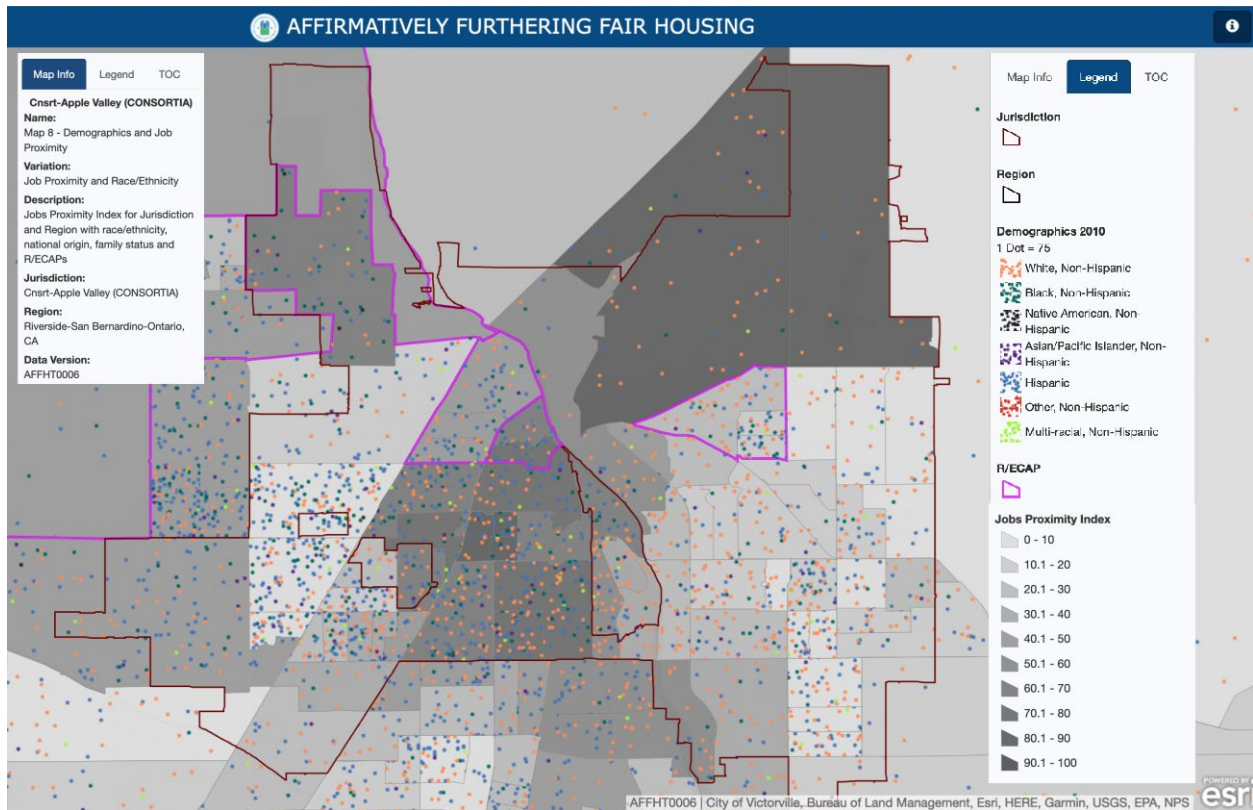 AFFIRMATIVELY FURTHERING FAIR HOUSING
Map Info Legend TOC
Cnsrt-Apple Valley (CONSORTIA)
Name:
Map 8 - Demographics and Job
Proximity
Variation:
Job Proximity and Race/Ethnicity
Description:
Jobs Proximity Index for Jurisdiction
and Region with race/ethnicity,
national origin, family status and
R/ECAPs
Jurisdiction:
Cnsrt-Apple Valley (CONSORTIA)
Region:
Riverside-San Bernardino-Ontario,
CA
Data Version:
AFFHT0006
Map Info Legend TOC
Jurisdiction
Region
Demographics 2010
1 Dot = 75
White, Non-Hispanic
Black, Non-Hispanic
Native American, Non-
Hispanic
Asian/Pacific Islander, Non-
Hispanic
Hispanic
Other, Non-Hispanic
Multi-racial, Non-Hispanic
R/ECAP
Jobs Proximity Index
0 - 10
10.1 - 20
20.1 - 30
30.1 - 40
40.1 - 50
50.1 - 60
60.1 - 70
70.1 - 80
80.1 - 90
90.1 - 100
AFFHT0006 | City of Victorville, Bureau of Land Management, Esri, HERE, Garmin, USGS, EPA, NPS
POWERED BY
esri